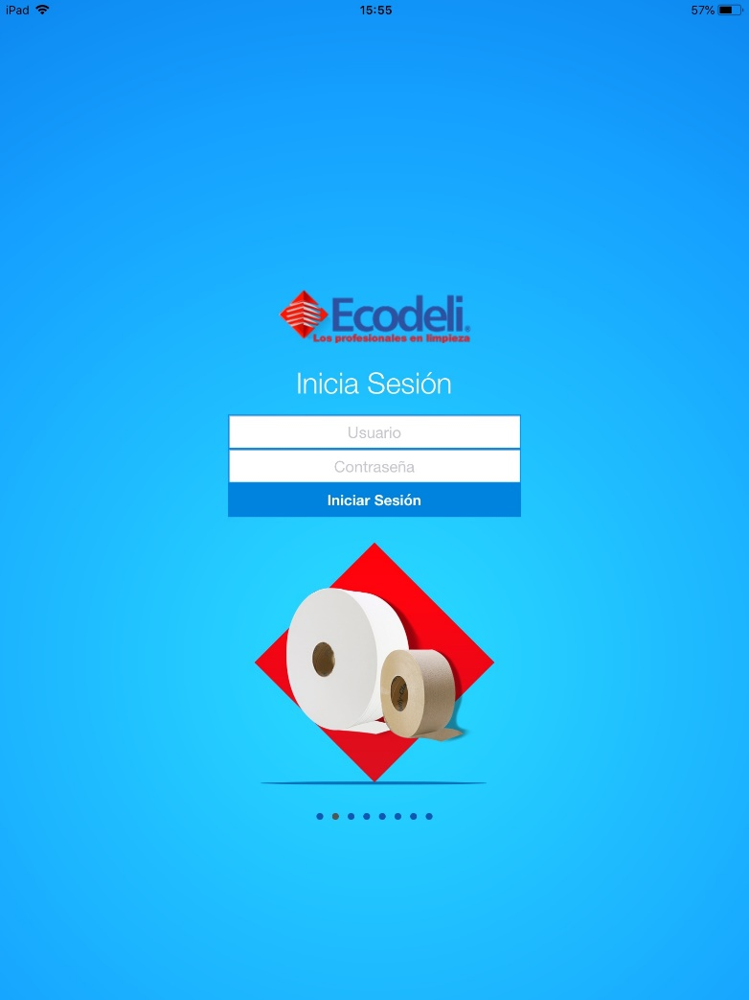 iPad 15:55 57%
Ecodeli®
Los profesionales en limpieza
Inicia Sesión
Usuario
Contraseña
Iniciar Sesión